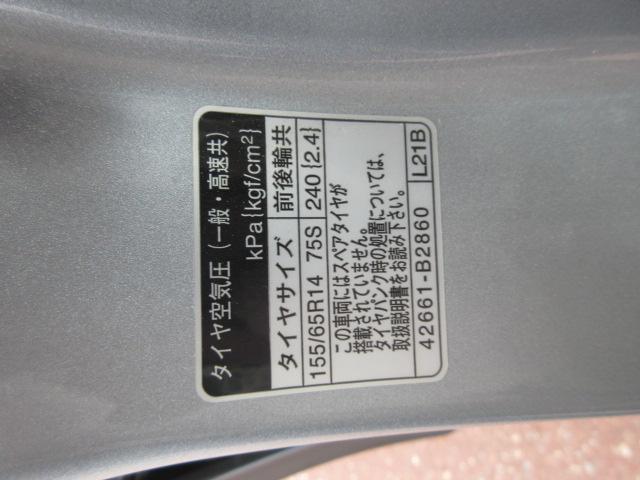 タイヤ空気圧（一般・高速共）
kPa{kgf/cm²}
タイヤサイズ 前後輪共
155/65R14 75S 240{2.4}
この車両にはスペアタイヤが
搭載されていません。
タイヤパンク時の処置については、
取扱説明書をお読み下さい。
42661-B2860 L21B